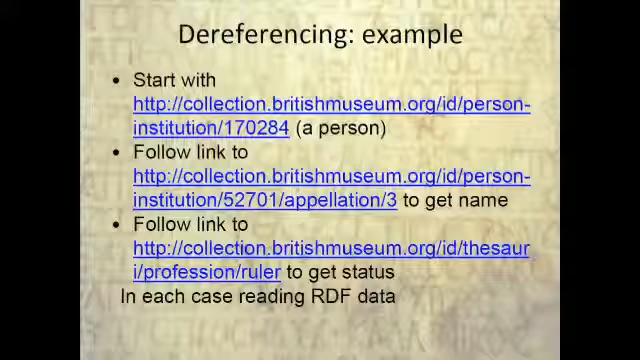 Dereferencing: example
• Start with
http://collection.britishmuseum.org/id/person-
institution/170284 (a person)
• Follow link to
http://collection.britishmuseum.org/id/person-
institution/52701/appellation/3 to get name
• Follow link to
http://collection.britishmuseum.org/id/thesaur
i/profession/ruler to get status
In each case reading RDF data